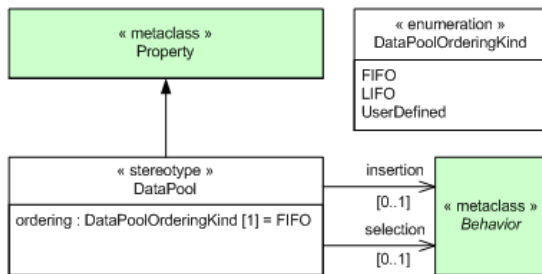 « metaclass »
Property
« enumeration »
DataPoolOrderingKind
FIFO
LIFO
UserDefined
« stereotype »
DataPool
ordering : DataPoolOrderingKind [1] = FIFO
insertion
[0..1]
selection
[0..1]
« metaclass »
Behavior